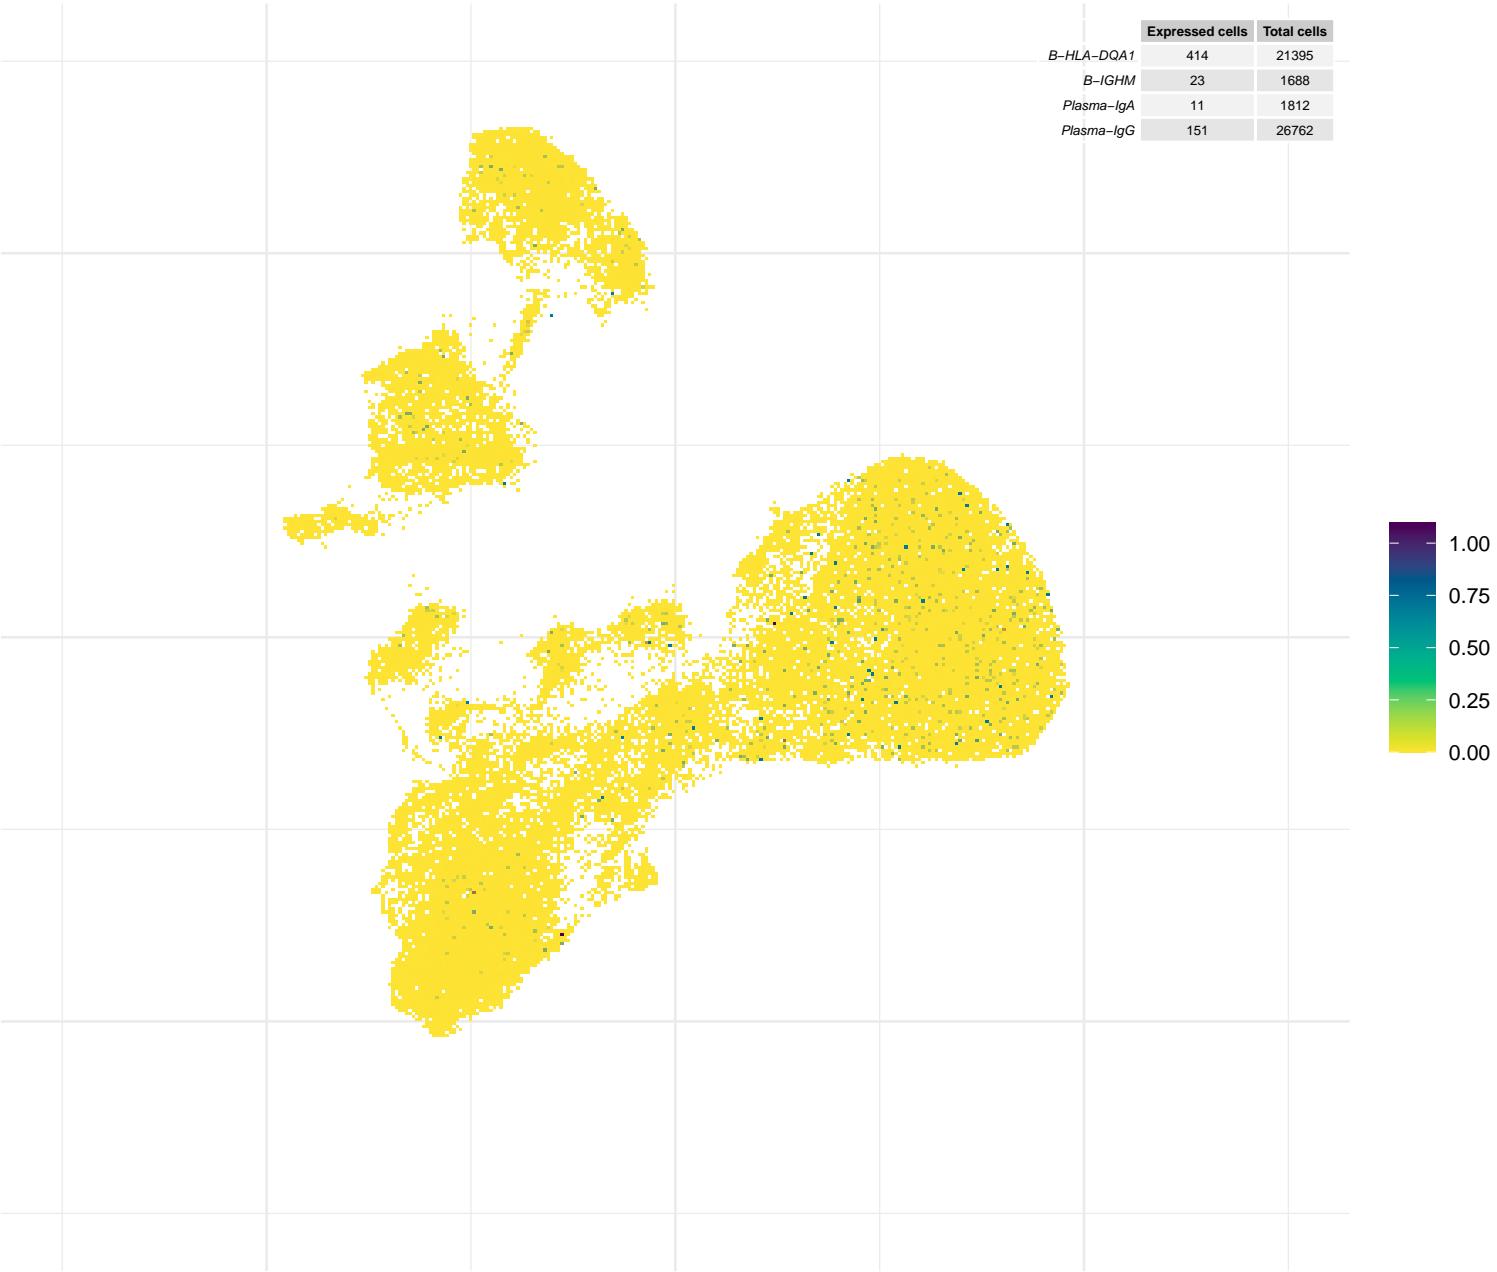 Expressed cells Total cells
B−HLA−DQA1 414 21395
B−IGHM 23 1688
Plasma−IgA 11 1812
Plasma−IgG 151 26762
1.00
0.75
0.50
0.25
0.00